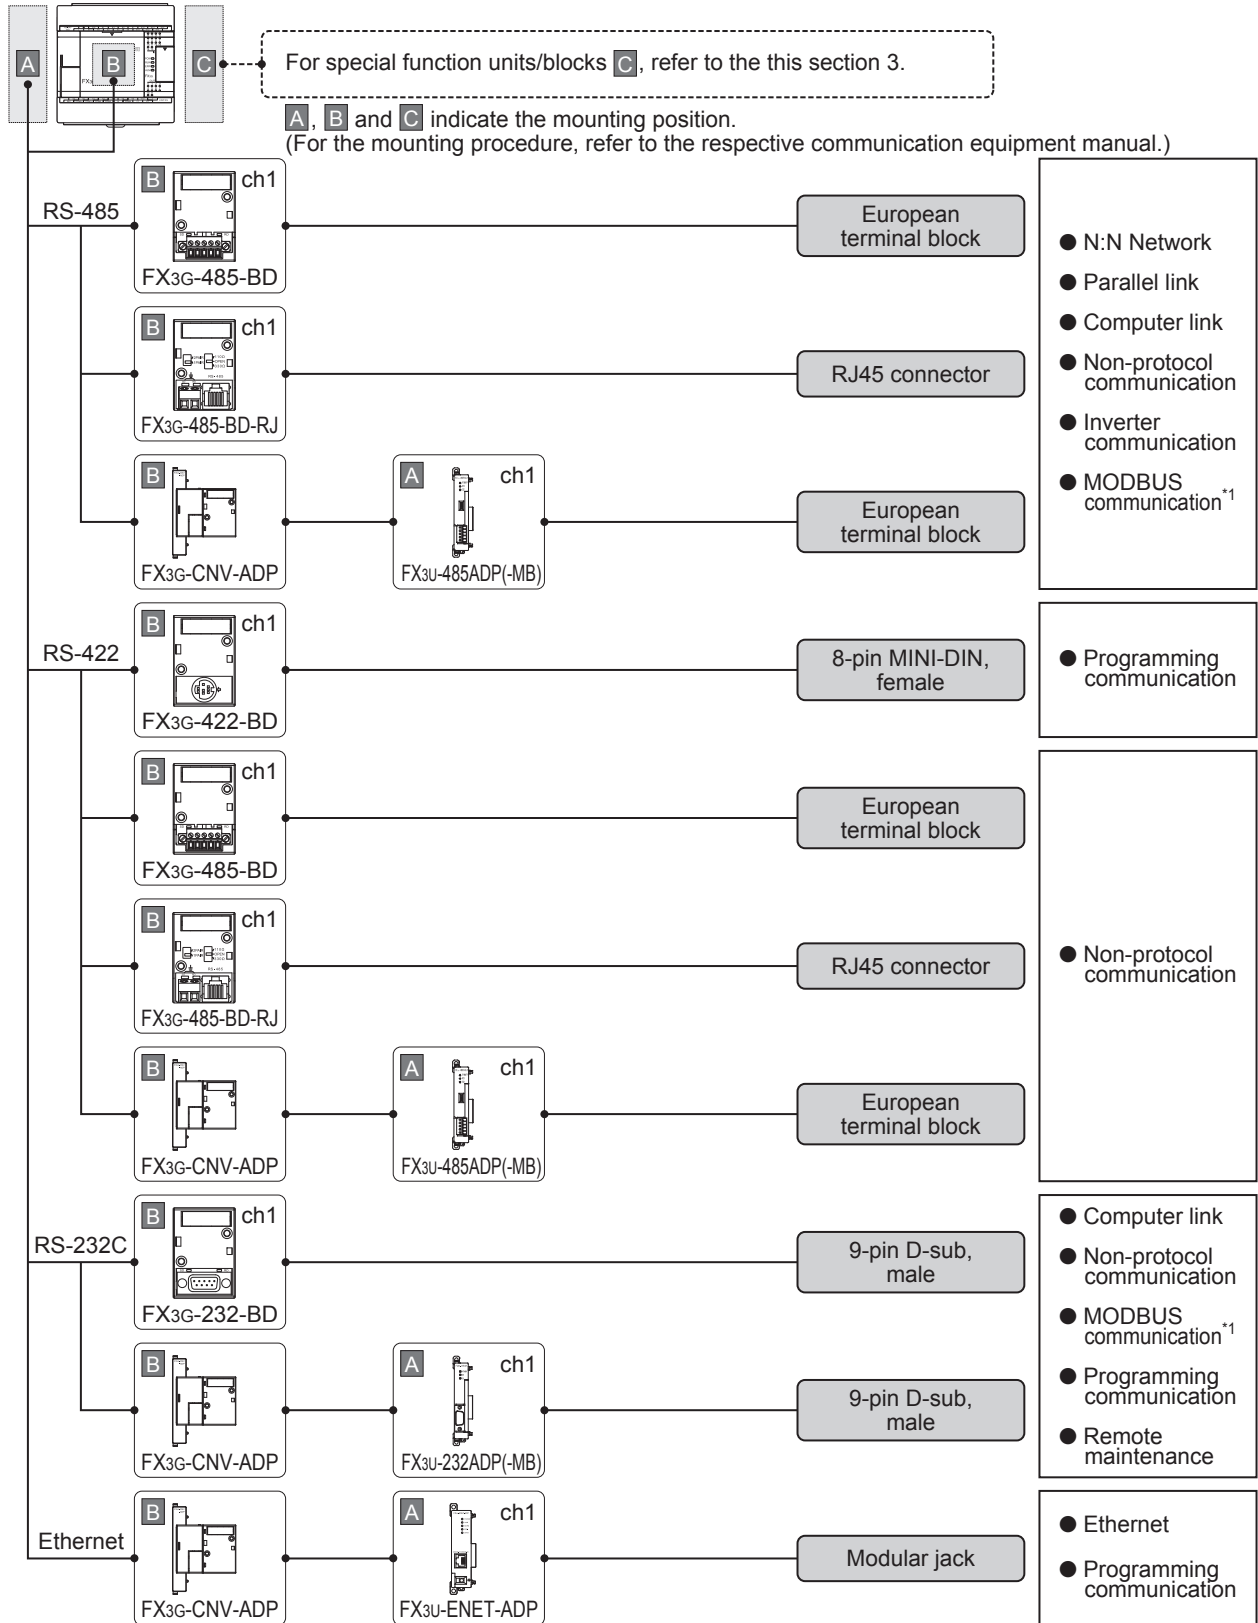 A
B
C
For special function units/blocks C, refer to the this section 3.
A, B and C indicate the mounting position.
(For the mounting procedure, refer to the respective communication equipment manual.)
RS-485
B
ch1
FX3G-485-BD
European
terminal block
B
ch1
FX3G-485-BD-RJ
RJ45 connector
B
FX3G-CNV-ADP
A
ch1
FX3U-485ADP(-MB)
European
terminal block
● N:N Network
● Parallel link
● Computer link
● Non-protocol
communication
● Inverter
communication
● MODBUS
communication*1
RS-422
B
ch1
FX3G-422-BD
8-pin MINI-DIN,
female
● Programming
communication
B
ch1
FX3G-485-BD
European
terminal block
B
ch1
FX3G-485-BD-RJ
RJ45 connector
B
FX3G-CNV-ADP
A
ch1
FX3U-485ADP(-MB)
European
terminal block
● Non-protocol
communication
RS-232C
B
ch1
FX3G-232-BD
9-pin D-sub,
male
B
FX3G-CNV-ADP
A
ch1
FX3U-232ADP(-MB)
9-pin D-sub,
male
● Computer link
● Non-protocol
communication
● MODBUS
communication*1
● Programming
communication
● Remote
maintenance
Ethernet
B
FX3G-CNV-ADP
A
ch1
FX3U-ENET-ADP
Modular jack
● Ethernet
● Programming
communication